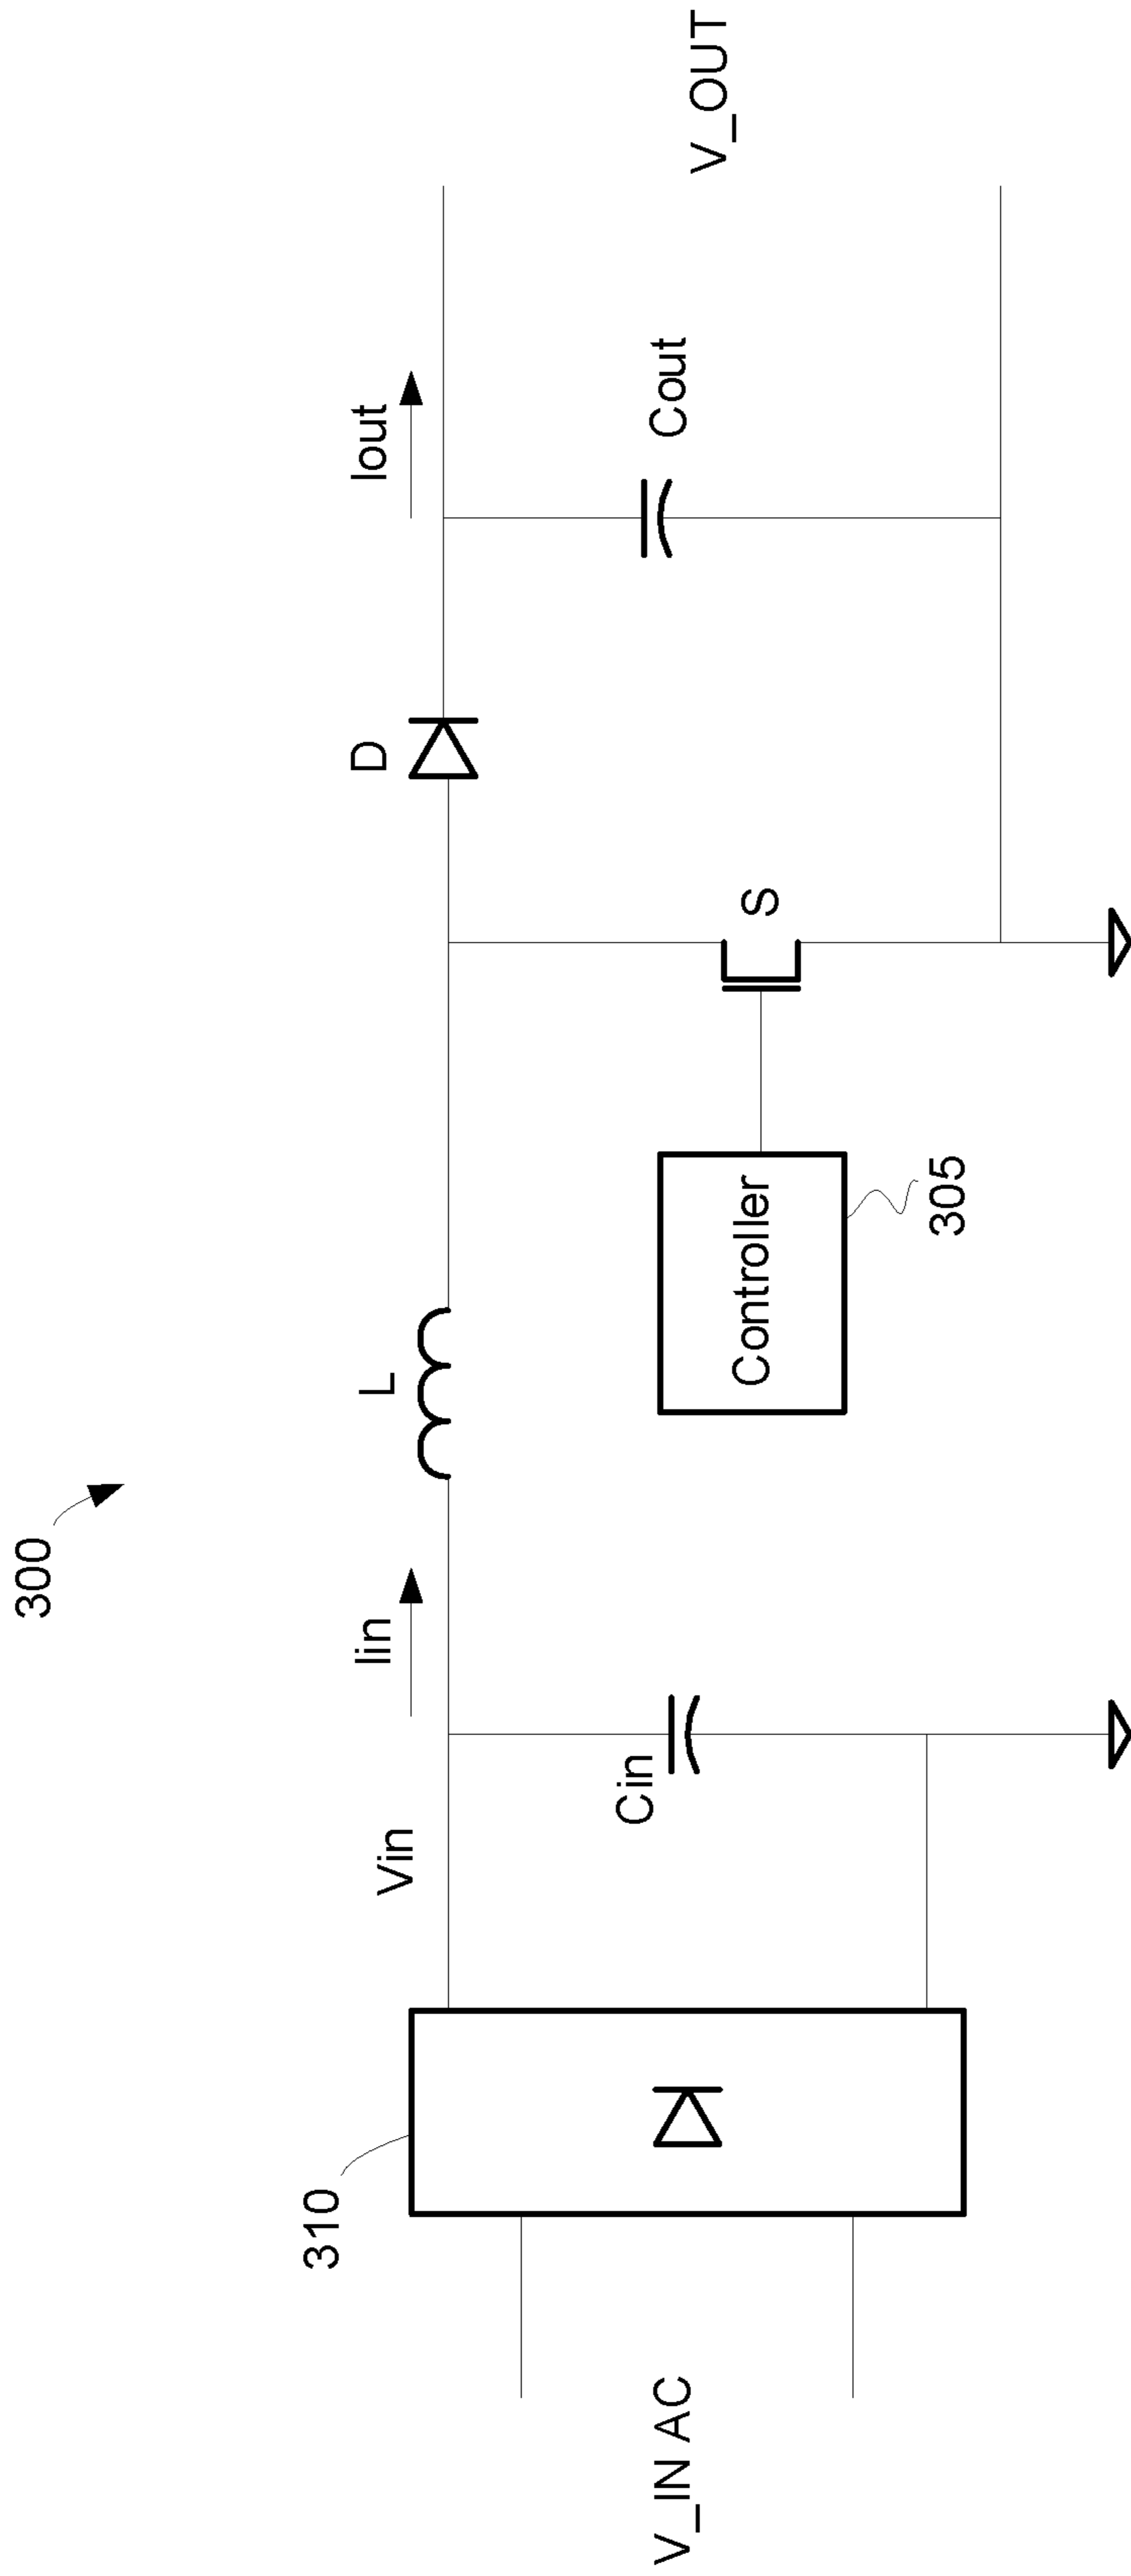 300
310
V_IN AC
Vin
Iin
Cin
L
Controller
305
D
S
Iout
Cout
V_OUT